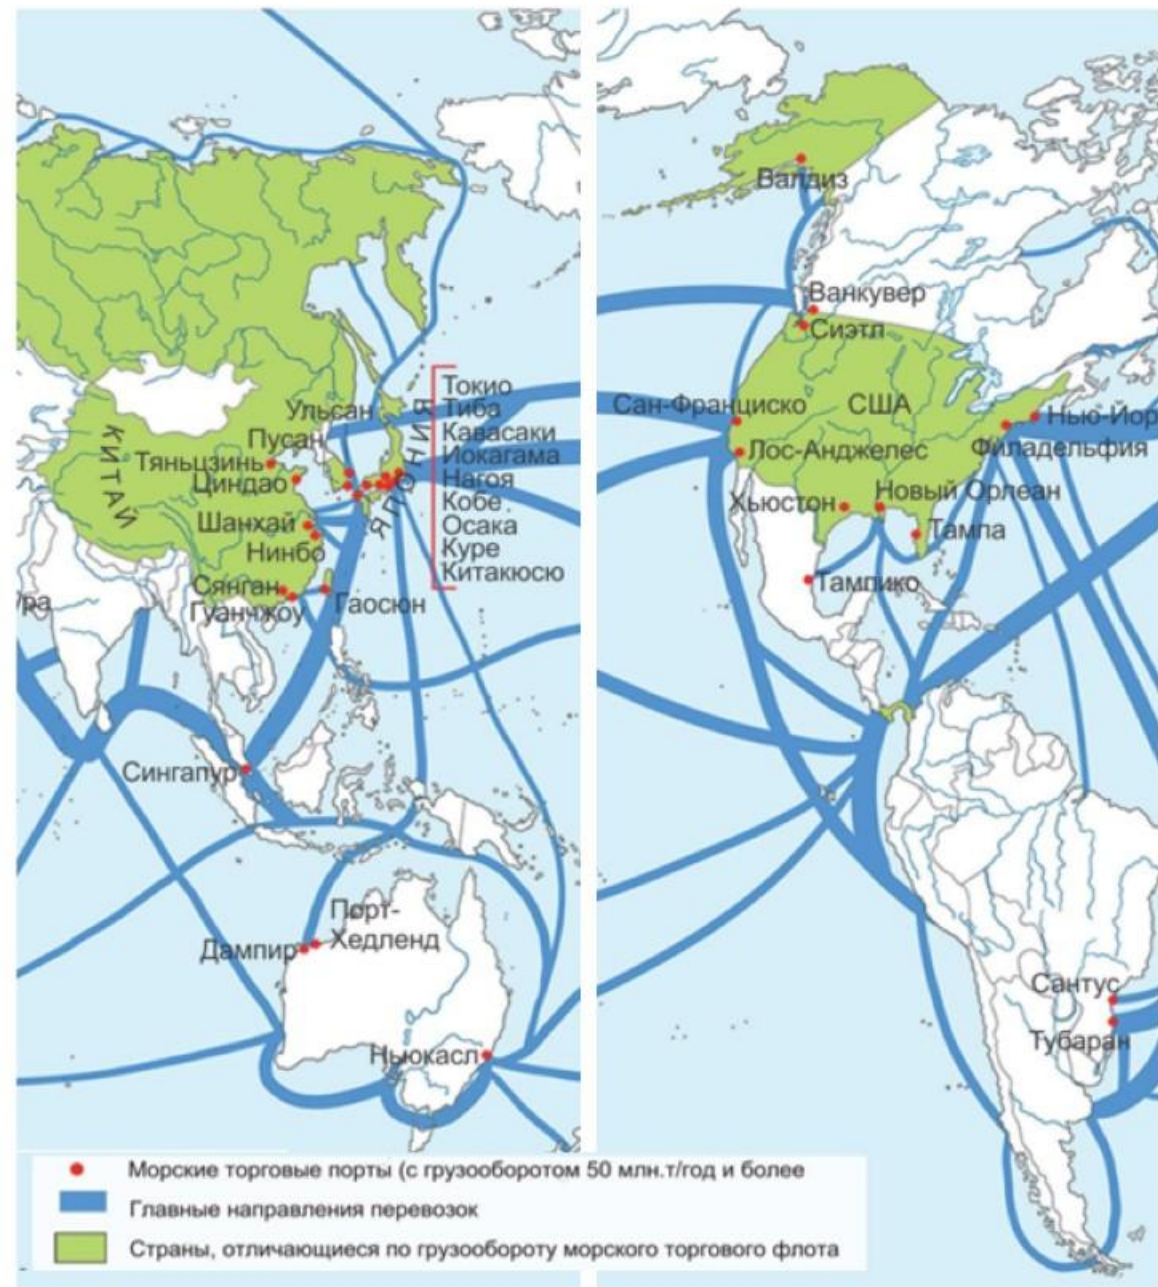 Валдиз
Ванкувер
Сиэтл
Токио
Тиба
Кавасаки
Иокагама
Нагоя
Кобе
Осака
Куре
Китакюсю
ЯПОНИЯ
Ульсан
Пусан
Тяньцзинь
Циндао
КИТАЙ
Шанхай
Нинбо
Сянган
Гуанчжоу
Гаосюн
Сингапур
Порт-
Хедленд
Дампир
Ньюкасл
Сан-Франциско
США
Нью-Йор
Филадельфия
Лос-Анджелес
Хьюстон
Новый Орлеан
Тампа
Тампико
Сантус
Тубаран
Морские торговые порты (с грузооборотом 50 млн.т/год и более
Главные направления перевозок
Страны, отличающиеся по грузообороту морского торгового флота